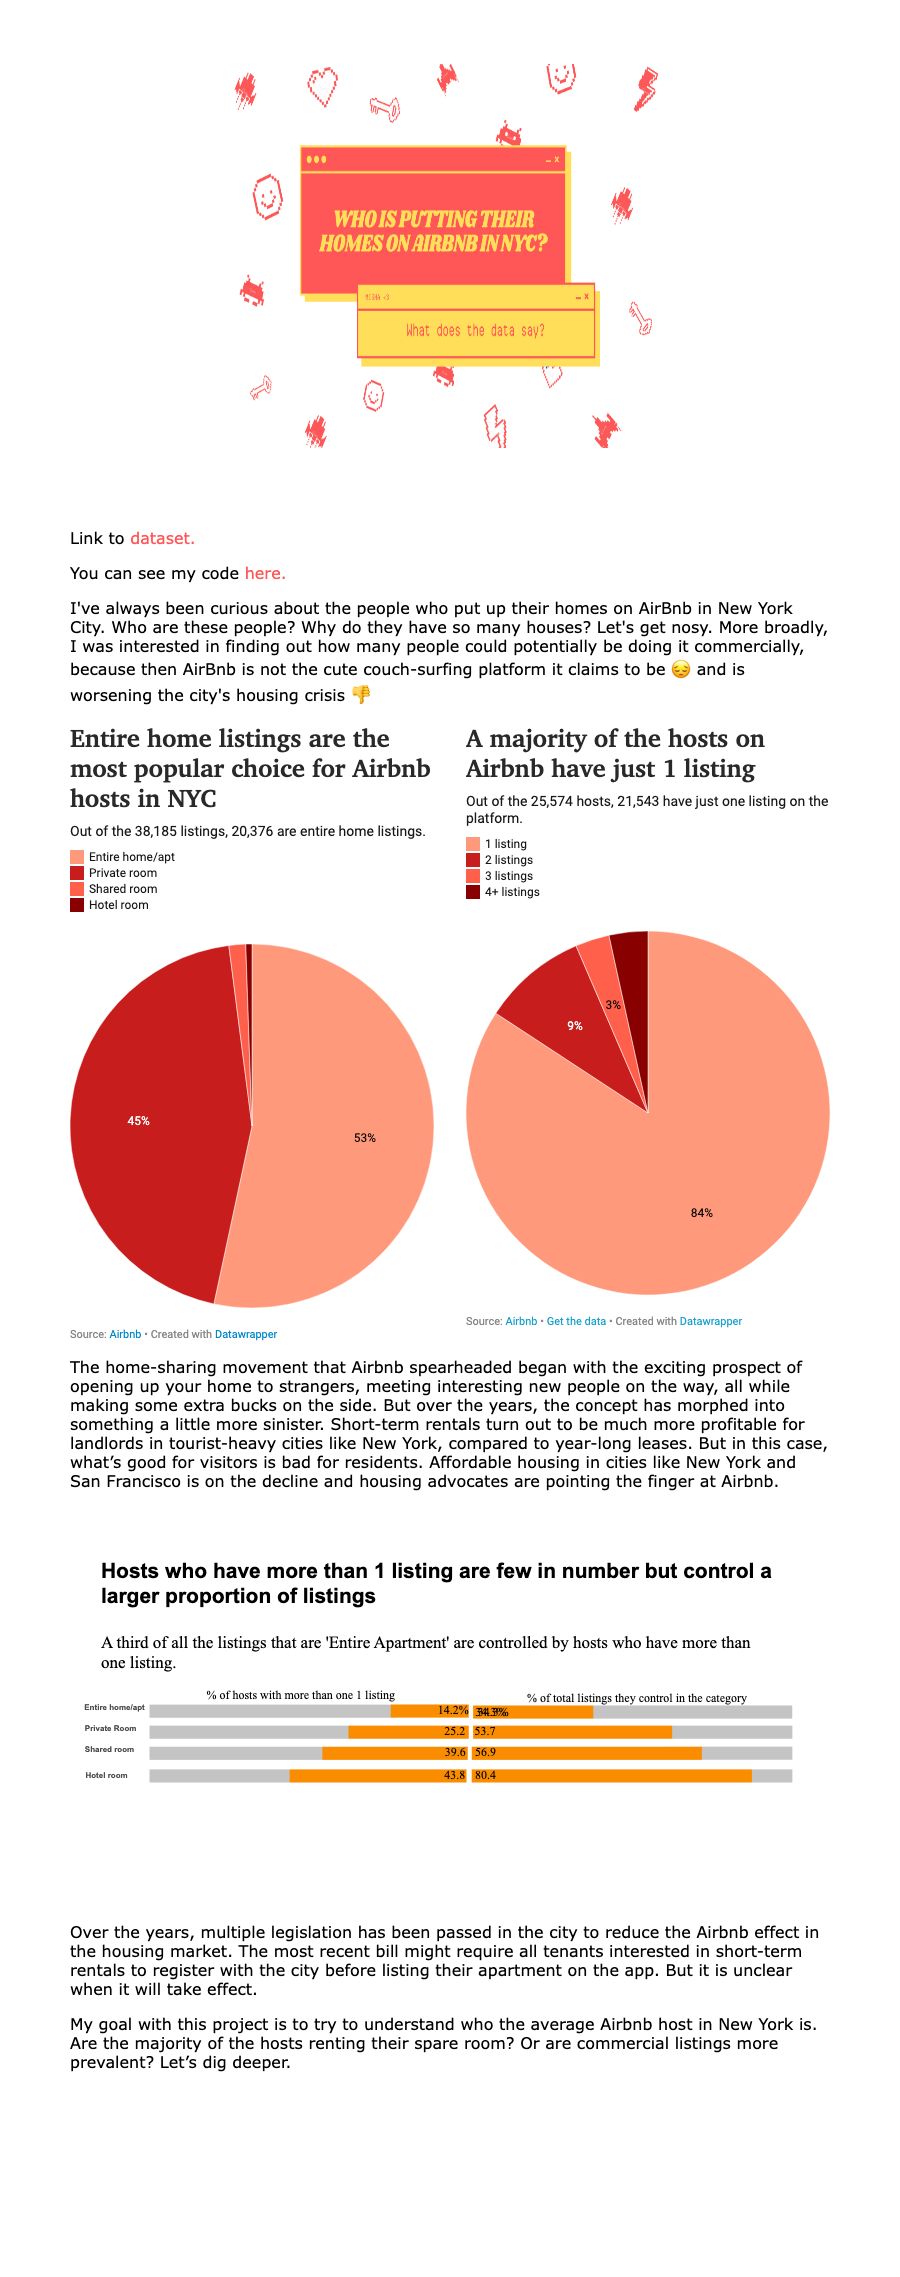 WHO IS PUTTING THEIR
HOMES ON AIRBNB IN NYC?
What does the data say?
Link to dataset.
You can see my code here.
I've always been curious about the people who put up their homes on AirBnb in New York
City. Who are these people? Why do they have so many houses? Let's get nosy. More broadly,
I was interested in finding out how many people could potentially be doing it commercially,
because then AirBnb is not the cute couch-surfing platform it claims to be 😔 and is
worsening the city's housing crisis 👎
Entire home listings are the
most popular choice for Airbnb
hosts in NYC
Out of the 38,185 listings, 20,376 are entire home listings.
Entire home/apt
Private room
Shared room
Hotel room
45%
53%
Source: Airbnb • Created with Datawrapper
A majority of the hosts on
Airbnb have just 1 listing
Out of the 25,574 hosts, 21,543 have just one listing on the
platform.
1 listing
2 listings
3 listings
4+ listings
3%
9%
84%
Source: Airbnb • Get the data • Created with Datawrapper
The home-sharing movement that Airbnb spearheaded began with the exciting prospect of
opening up your home to strangers, meeting interesting new people on the way, all while
making some extra bucks on the side. But over the years, the concept has morphed into
something a little more sinister. Short-term rentals turn out to be much more profitable for
landlords in tourist-heavy cities like New York, compared to year-long leases. But in this case,
what’s good for visitors is bad for residents. Affordable housing in cities like New York and
San Francisco is on the decline and housing advocates are pointing the finger at Airbnb.
Hosts who have more than 1 listing are few in number but control a
larger proportion of listings
A third of all the listings that are 'Entire Apartment' are controlled by hosts who have more than
one listing.
% of hosts with more than one 1 listing
% of total listings they control in the category
Entire home/apt 14.2%
Private Room 25.2 53.7
Shared room 39.6 56.9
Hotel room 43.8 80.4
Over the years, multiple legislation has been passed in the city to reduce the Airbnb effect in
the housing market. The most recent bill might require all tenants interested in short-term
rentals to register with the city before listing their apartment on the app. But it is unclear
when it will take effect.
My goal with this project is to try to understand who the average Airbnb host in New York is.
Are the majority of the hosts renting their spare room? Or are commercial listings more
prevalent? Let’s dig deeper.